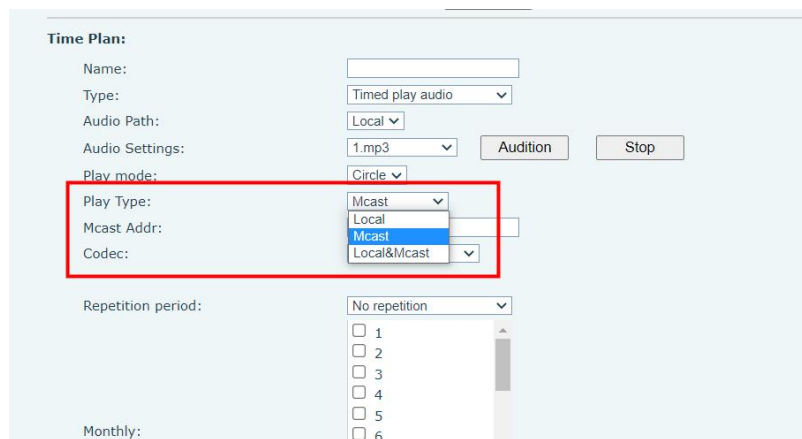 Time Plan:
Name:
Type: Timed play audio
Audio Path: Local
Audio Settings: 1.mp3 Audition Stop
Play mode: Circle
Play Type: Mcast
Local
Mcast Addr:
Mcast
Codec: Local&Mcast
Repetition period: No repetition
1
2
3
4
5
Monthly:
6